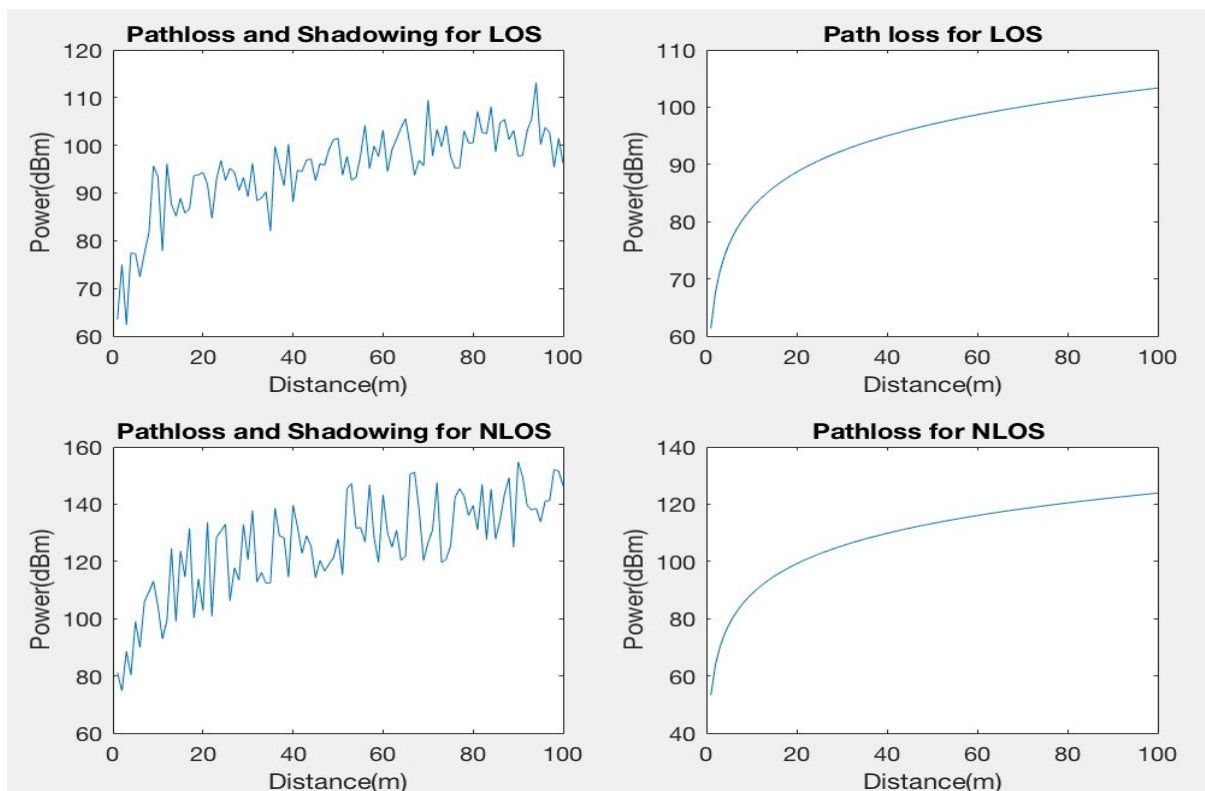 Pathloss and Shadowing for LOS
120
110
100
90
80
70
60
Power(dBm)
0 20 40 60 80 100
Distance(m)
Path loss for LOS
110
100
90
80
70
60
Power(dBm)
0 20 40 60 80 100
Distance(m)
Pathloss and Shadowing for NLOS
160
140
120
100
80
60
Power(dBm)
0 20 40 60 80 100
Distance(m)
Pathloss for NLOS
140
120
100
80
60
40
Power(dBm)
0 20 40 60 80 100
Distance(m)